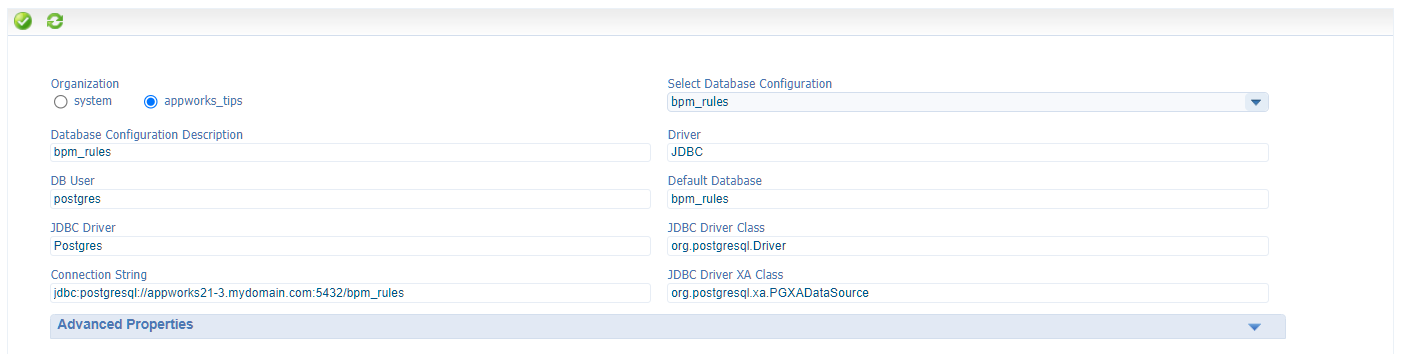 Organization
system
appworks_tips
Select Database Configuration
bpm_rules
Database Configuration Description
bpm_rules
Driver
JDBC
DB User
postgres
Default Database
bpm_rules
JDBC Driver
Postgres
JDBC Driver Class
org.postgresql.Driver
Connection String
jdbc:postgresql://appworks21-3.mydomain.com:5432/bpm_rules
JDBC Driver XA Class
org.postgresql.xa.PGXADataSource
Advanced Properties